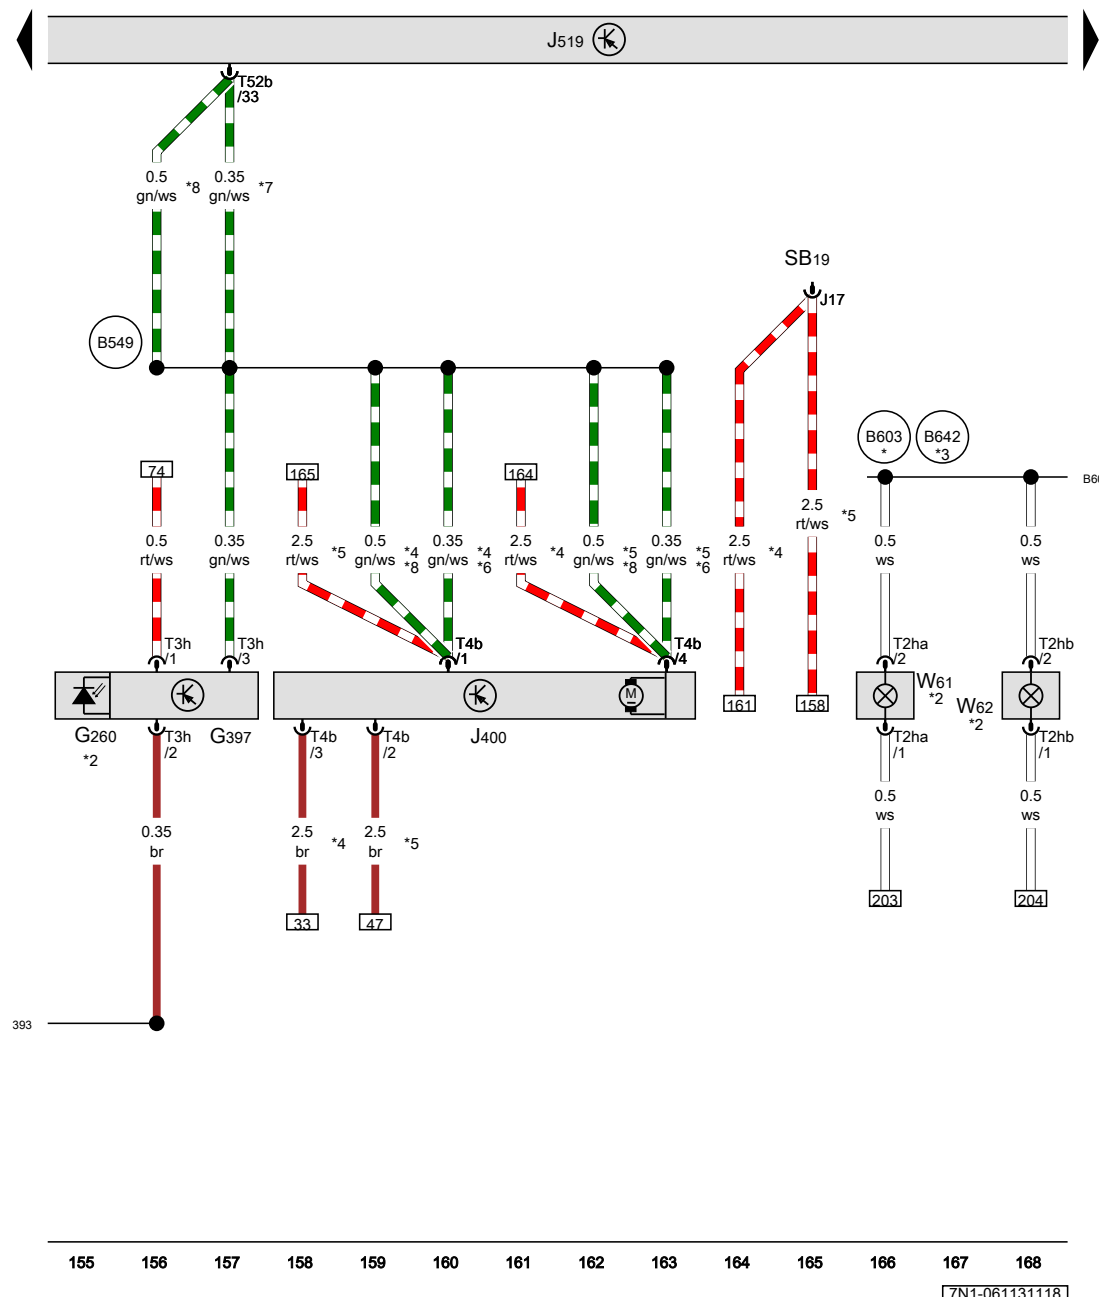 J519
T52b
/33
0.5
gn/ws
*8
0.35
gn/ws
*7
SB19
J17
B549
B603
*
B642
*3
B60
74
165
164
0.5
rt/ws
0.35
gn/ws
2.5
rt/ws
*5
0.5
gn/ws
*4
*8
0.35
gn/ws
*4
*6
2.5
rt/ws
*4
0.5
gn/ws
*5
*8
0.35
gn/ws
*5
*6
2.5
rt/ws
*4
2.5
rt/ws
*5
0.5
ws
0.5
ws
T3h
/1
T3h
/3
T4b
/1
T4b
/4
T2ha
/2
T2hb
/2
M
161
158
W61
*2
W62
*2
G260
*2
T3h
/2
G397
T4b
/3
T4b
/2
J400
T2ha
/1
T2hb
/1
0.35
br
2.5
br
*4
2.5
br
*5
0.5
ws
0.5
ws
33
47
203
204
393
155 156 157 158 159 160 161 162 163 164 165 166 167 168
7N1-061131118